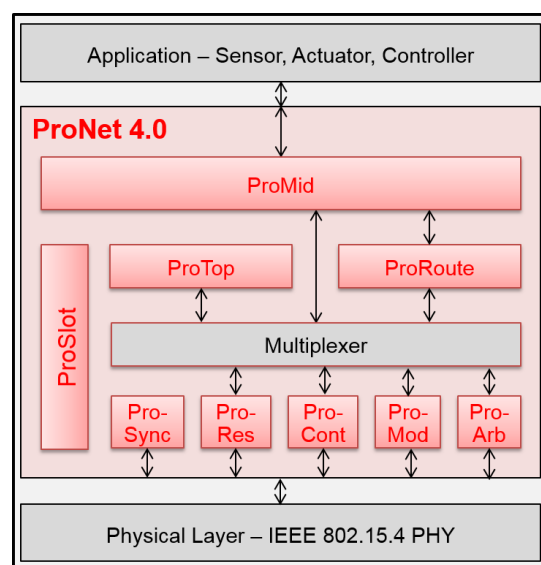 Application – Sensor, Actuator, Controller
ProNet 4.0
ProMid
ProSlot
ProTop
ProRoute
Multiplexer
Pro-
Sync
Pro-
Res
Pro-
Cont
Pro-
Mod
Pro-
Arb
Physical Layer – IEEE 802.15.4 PHY